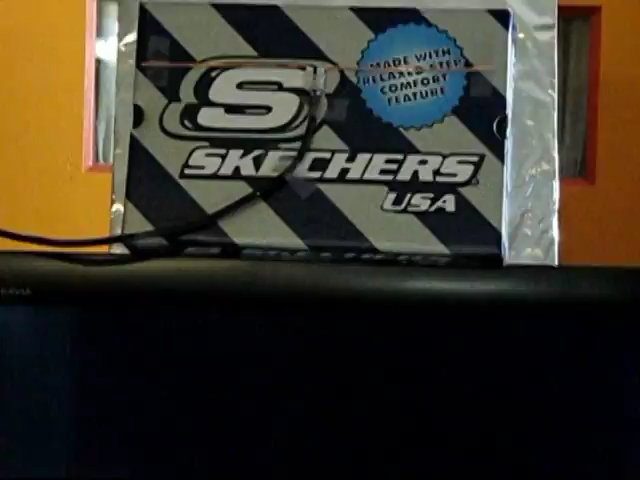 MADE WITH
RELAXED STEP
COMFORT
FEATURE
S
SKECHERS
USA